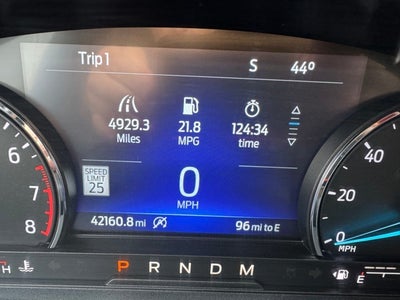 Trip 1 S 44°
4929.3 21.8 124:34
Miles MPG time
SPEED LIMIT 25
0
MPH
42160.8 mi 96 mi to E
6
7
8
40
20
0
MPH
H P R N D M E